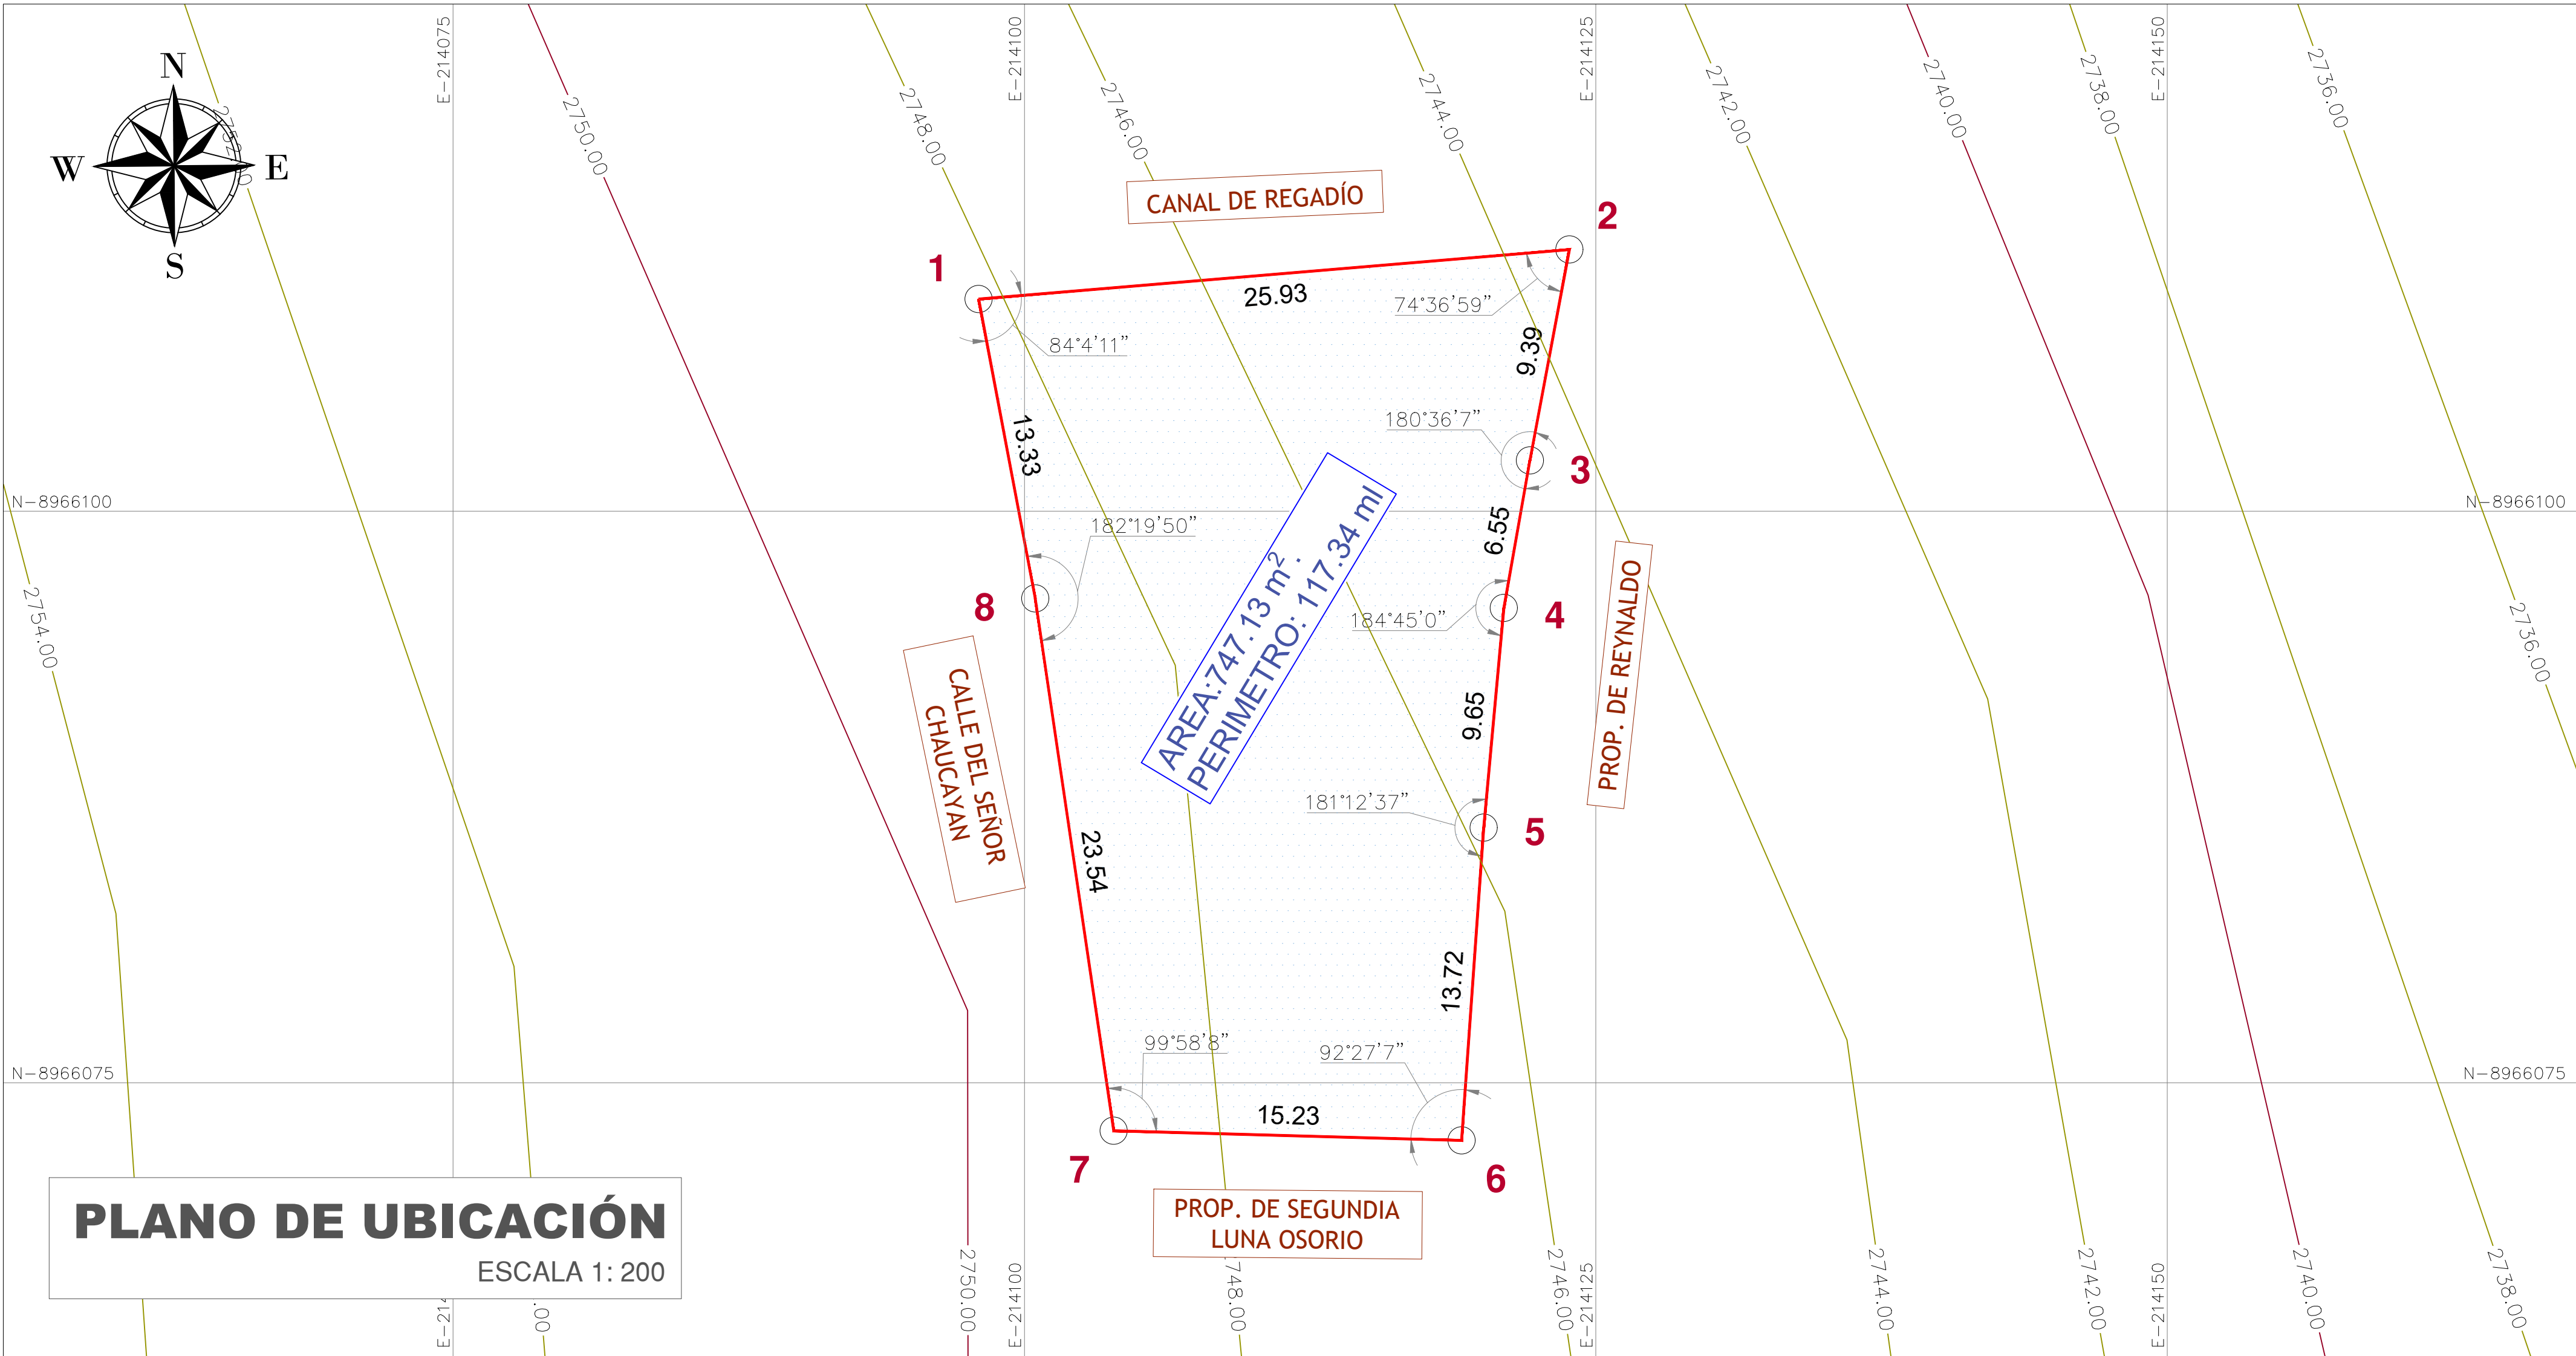 E-214075
E-214100
E-214125
E-214150
N
W
E
S
2750.00
2748.00
2746.00
2744.00
2742.00
2740.00
2738.00
2736.00
CANAL DE REGADÍO
1
2
25.93
74°36'59"
84°4'11"
9.39
13.33
180°36'7"
3
N-8966100
N-8966100
182°19'50"
6.55
8
184°45'0"
4
2754.00
2736.00
AREA:747.13 m².
PERIMETRO: 117.34 ml
PROP. DE REYNALDO
CALLE DEL SEÑOR
CHAUCAYAN
9.65
181°12'37"
5
23.54
13.72
99°58'8"
92°27'7"
N-8966075
N-8966075
15.23
7
6
PROP. DE SEGUNDIA
LUNA OSORIO
PLANO DE UBICACIÓN
ESCALA 1: 200
2750.00
E-214100
2748.00
2746.00
E-214125
2744.00
2742.00
E-214150
2740.00
2738.00